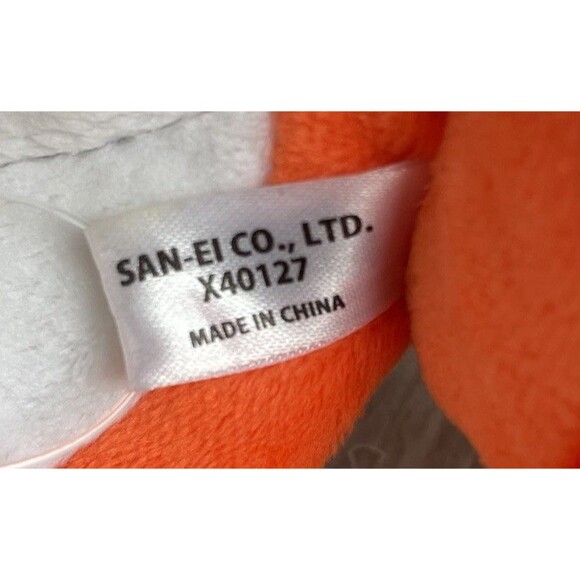 SAN-EI CO., LTD.
X40127
MADE IN CHINA